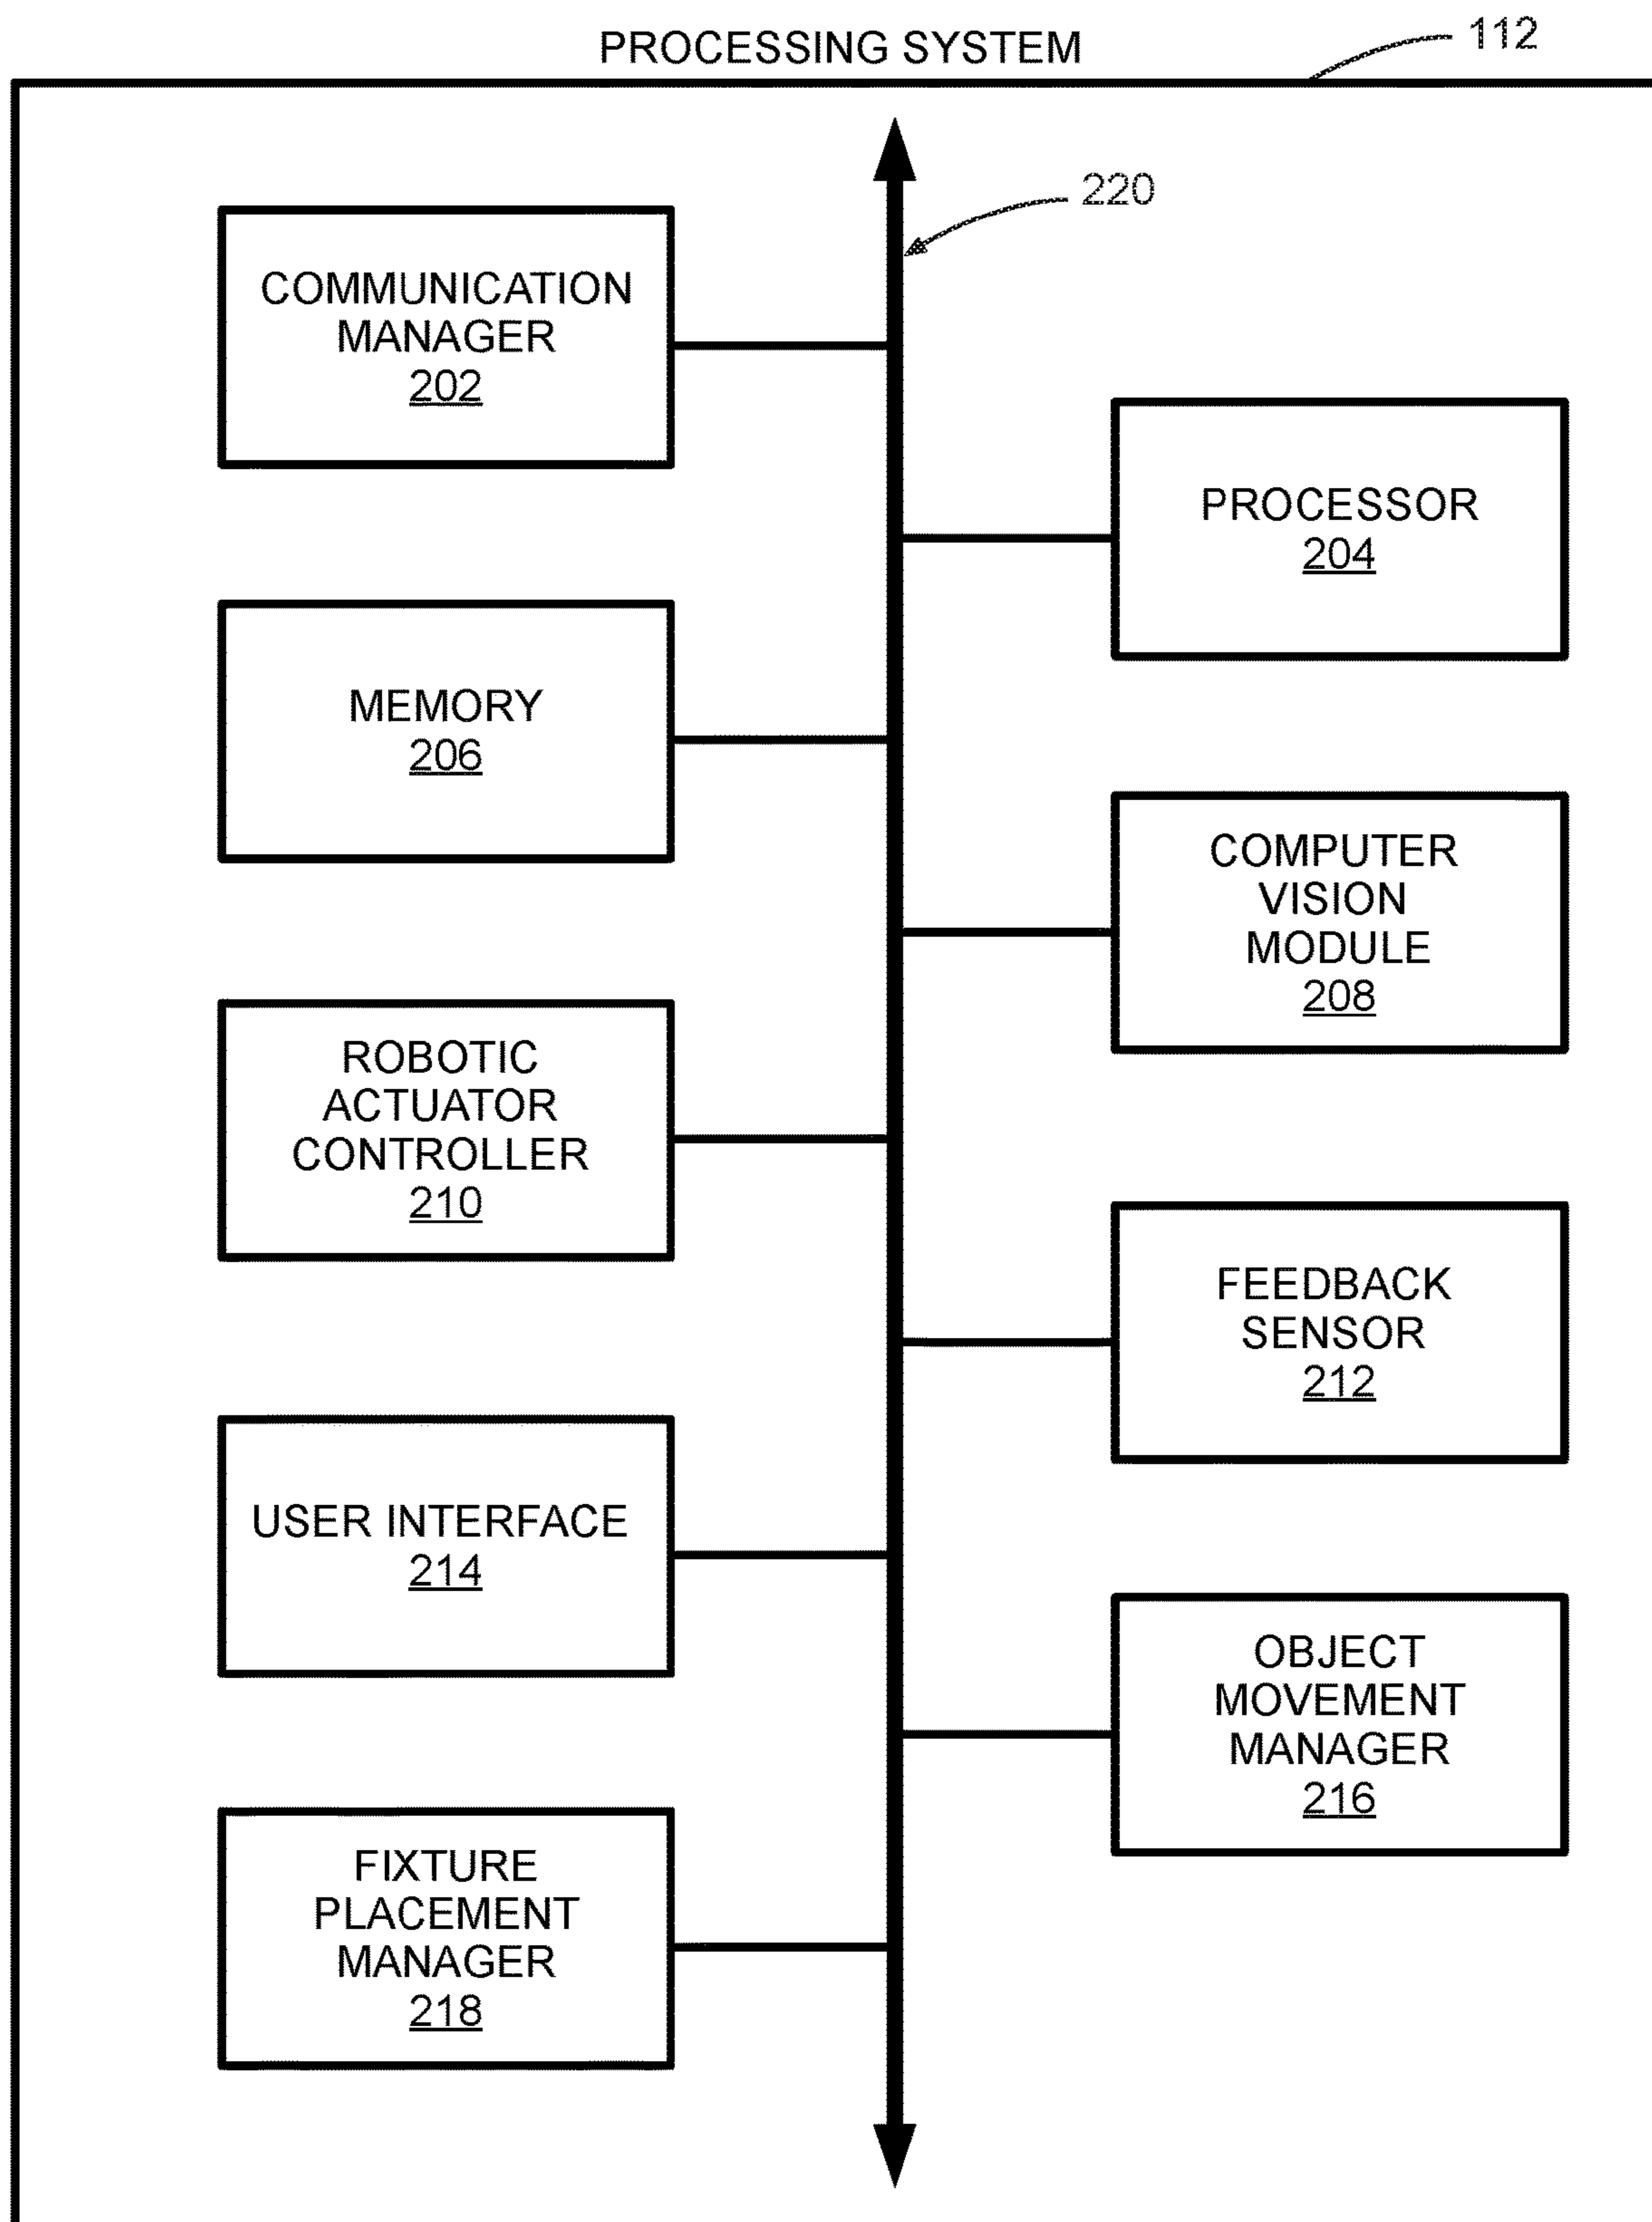 PROCESSING SYSTEM
112
220
COMMUNICATION
MANAGER
202
PROCESSOR
204
MEMORY
206
COMPUTER
VISION
MODULE
208
ROBOTIC
ACTUATOR
CONTROLLER
210
FEEDBACK
SENSOR
212
USER INTERFACE
214
OBJECT
MOVEMENT
MANAGER
216
FIXTURE
PLACEMENT
MANAGER
218